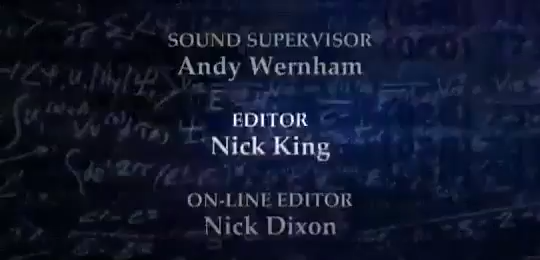 SOUND SUPERVISOR
Andy Wernham
EDITOR
Nick King
ON-LINE EDITOR
Nick Dixon